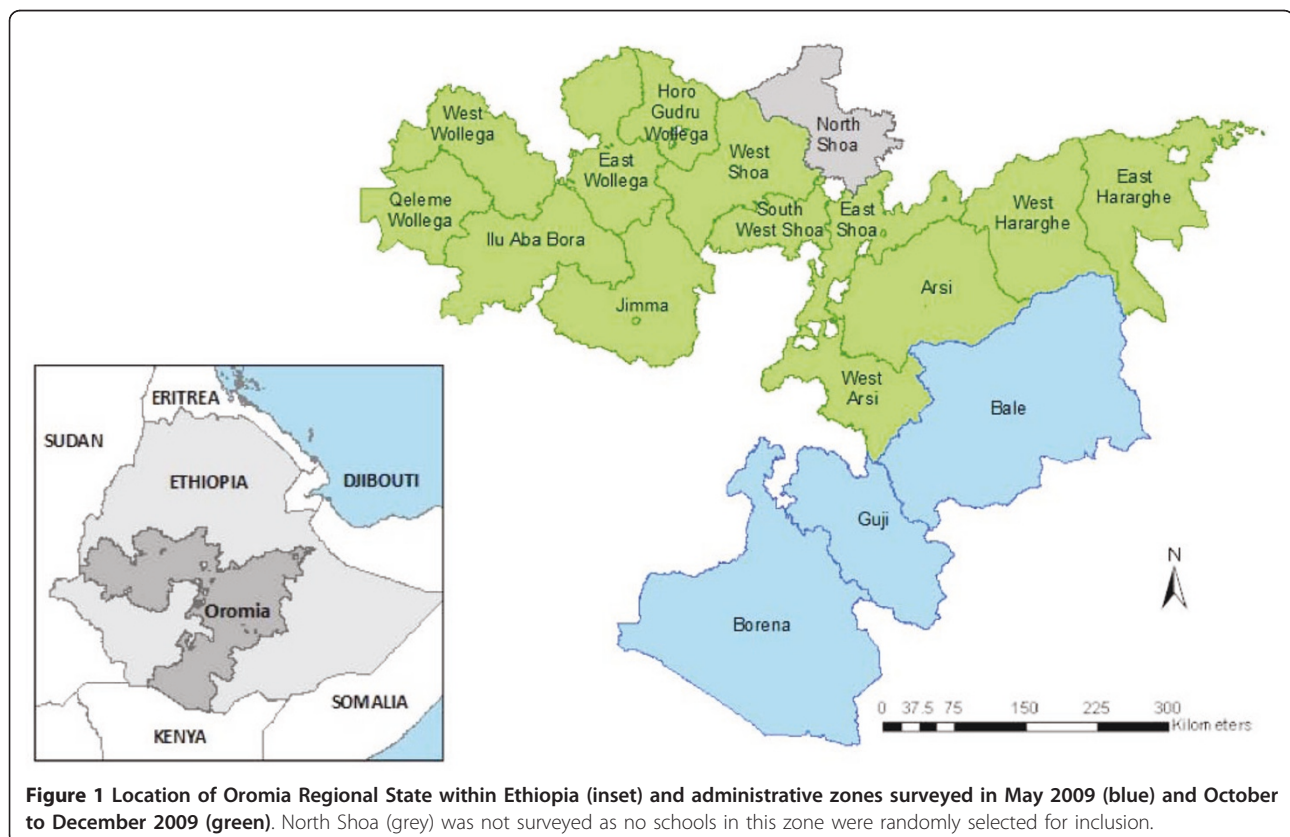 Horo
Gudru
Wollega
West
Wollega
North
Shoa
West
Shoa
East
Wollega
East
Hararghe
West
Hararghe
Qeleme
Wollega
South
West Shoa
East
Shoa
Ilu Aba Bora
Arsi
Jimma
West
Arsi
Bale
Guji
Borena
N
0 37.5 75 150 225 300
Kilometers
ERITREA
SUDAN
ETHIOPIA
DJIBOUTI
Oromia
SOMALIA
KENYA
Figure 1 Location of Oromia Regional State within Ethiopia (inset) and administrative zones surveyed in May 2009 (blue) and October
to December 2009 (green). North Shoa (grey) was not surveyed as no schools in this zone were randomly selected for inclusion.